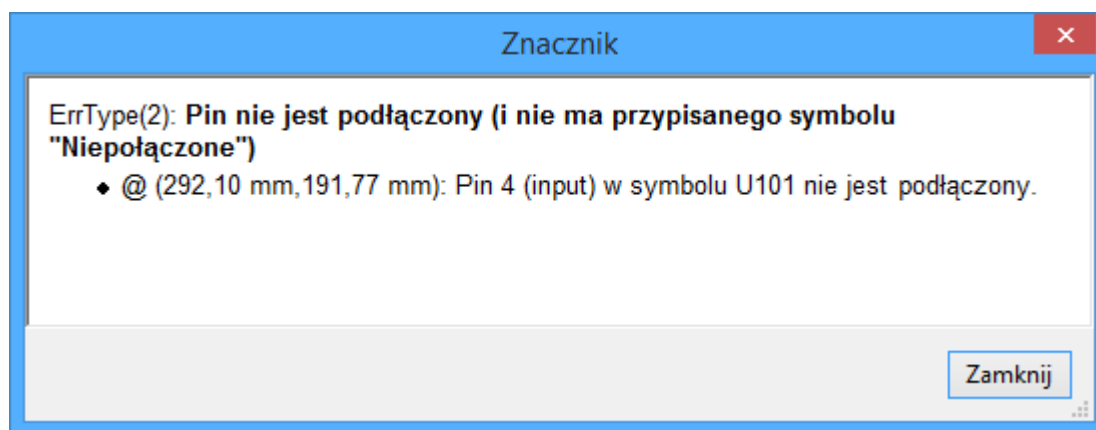 Znacznik
ErrType(2): Pin nie jest podłączony (i nie ma przypisanego symbolu
"Niepołączone")
@ (292,10 mm,191,77 mm): Pin 4 (input) w symbolu U101 nie jest podłączony.
Zamknij